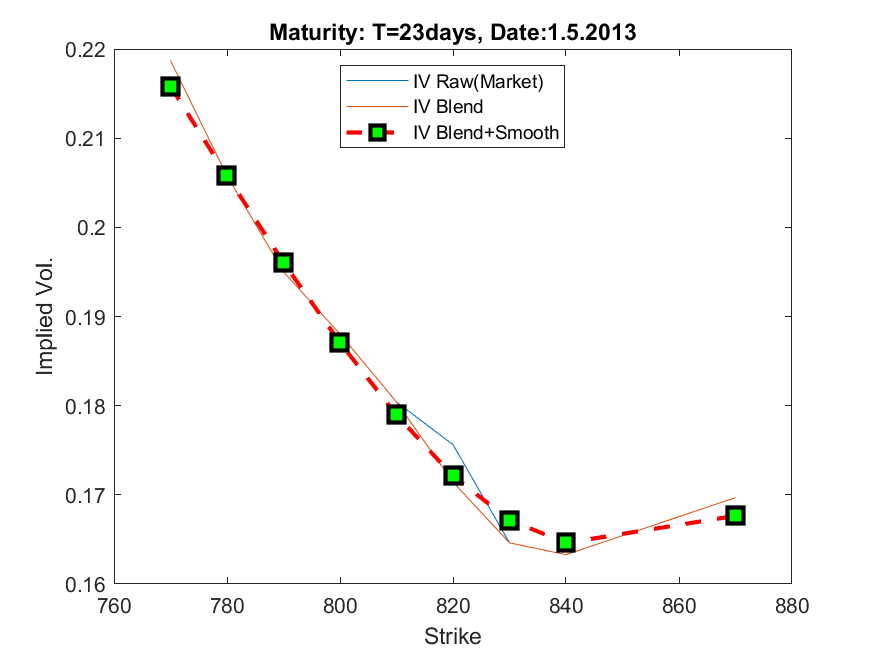 Maturity: T=23days, Date:1.5.2013
IV Raw(Market)
IV Blend
IV Blend+Smooth
Implied Vol.
0.22
0.21
0.2
0.19
0.18
0.17
0.16
760 780 800 820 840 860 880
Strike